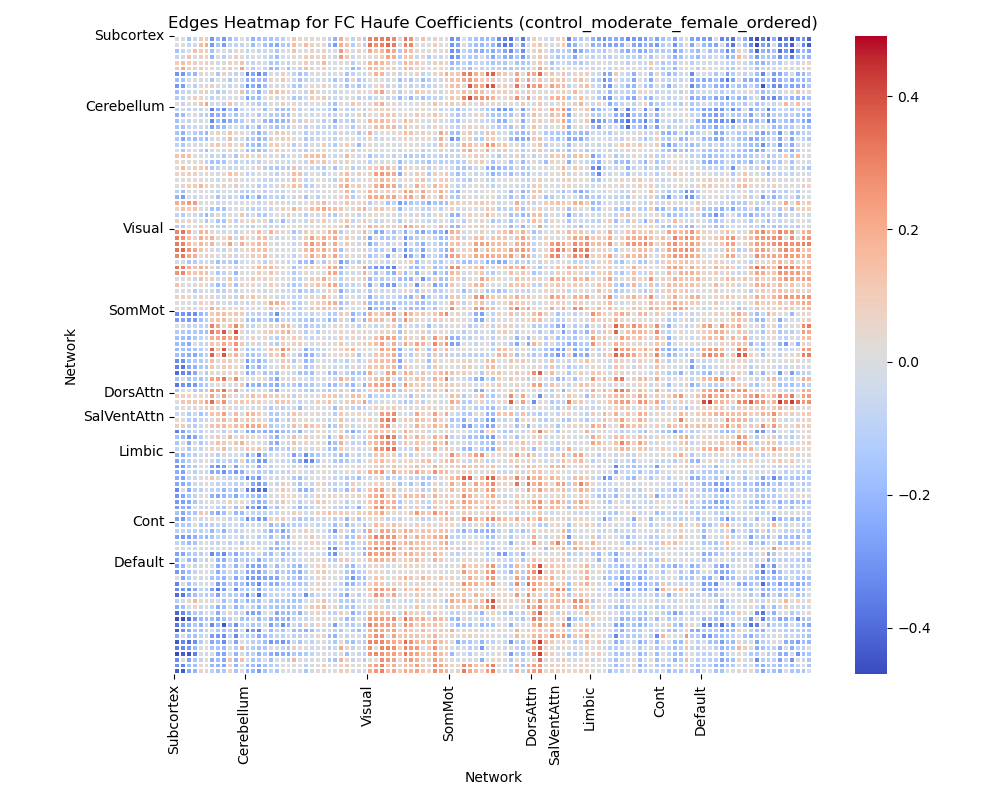 Edges Heatmap for FC Haufe Coefficients (control_moderate_female_ordered)
Subcortex
Cerebellum
Visual
SomMot
DorsAttn
SalVentAttn
Limbic
Cont
Default
Network
Subcortex
Cerebellum
Visual
SomMot
DorsAttn
SalVentAttn
Limbic
Cont
Default
Network
0.4
0.2
0.0
−0.2
−0.4